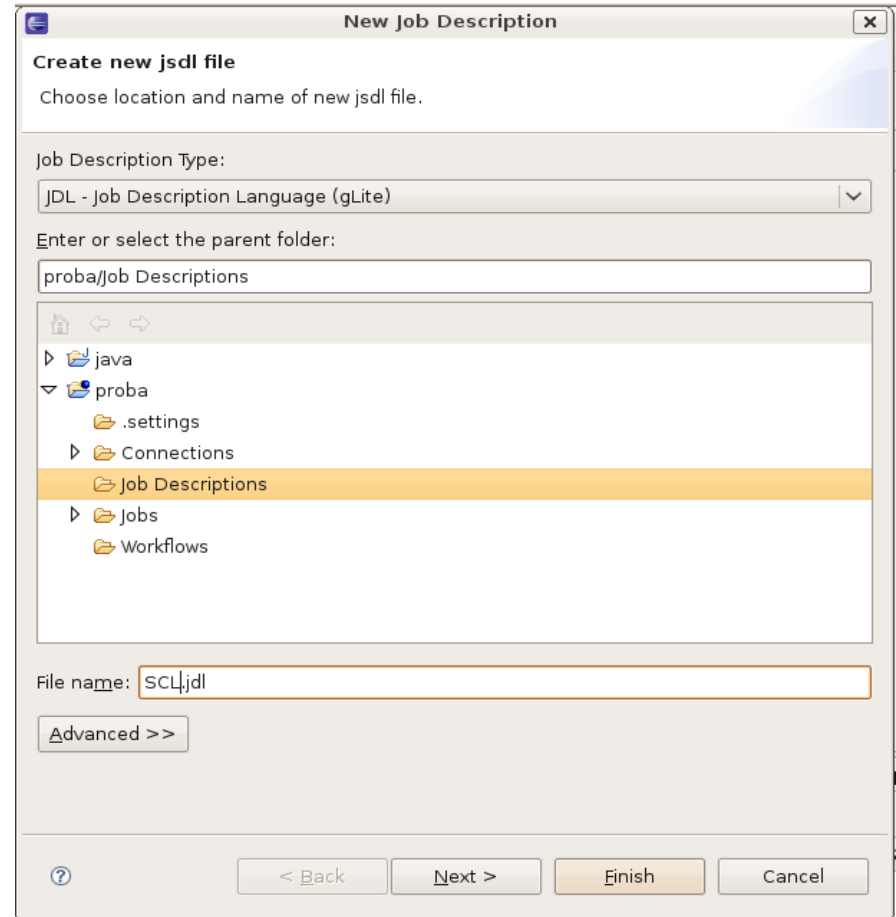 New Job Description
Create new jsdl file
Choose location and name of new jsdl file.
Job Description Type:
JDL - Job Description Language (gLite)
Enter or select the parent folder:
proba/Job Descriptions
java
proba
.settings
Connections
Job Descriptions
Jobs
Workflows
File name: SCL.jdl
Advanced >>
< Back Next > Finish Cancel